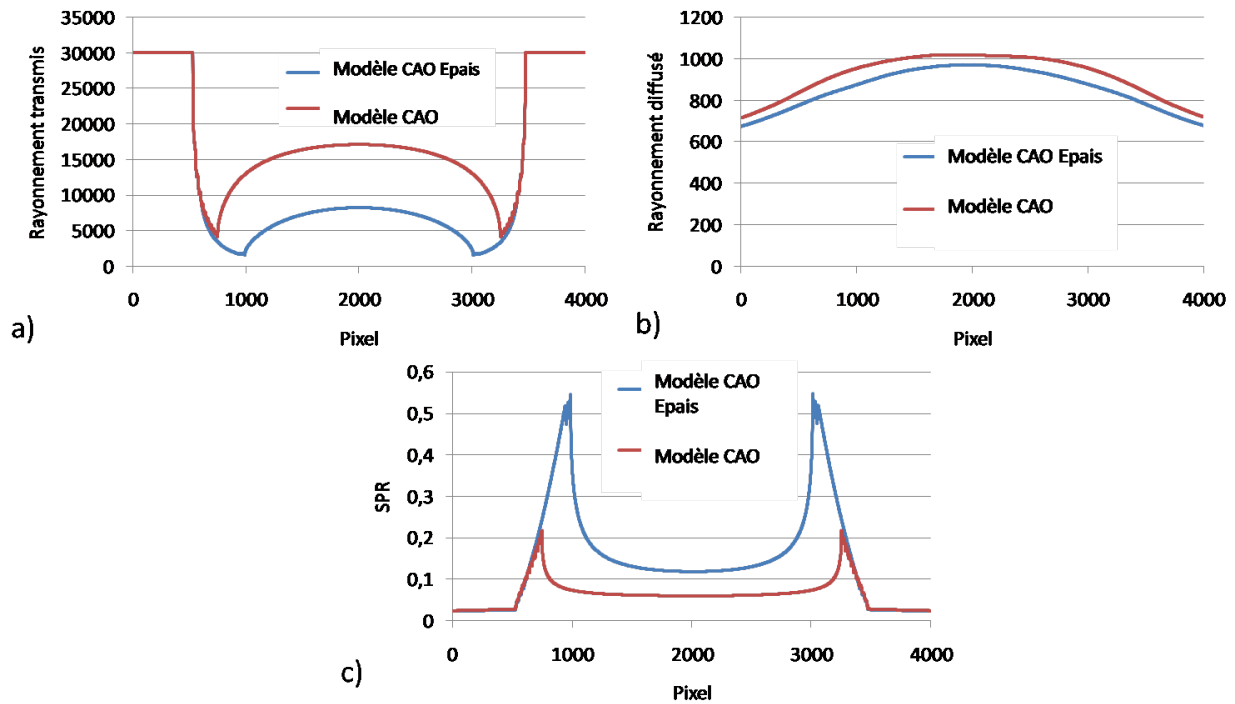 35000
30000
25000
20000
15000
10000
5000
0
Rayonnement transmis
Modèle CAO Epais
Modèle CAO
0 1000 2000 3000 4000
Pixel
a)
1200
1000
800
600
400
200
0
Rayonnement diffusé
Modèle CAO Epais
Modèle CAO
0 1000 2000 3000 4000
Pixel
b)
0,6
0,5
0,4
0,3
0,2
0,1
0
SPR
Modèle CAO
Epais
Modèle CAO
0 1000 2000 3000 4000
Pixel
c)